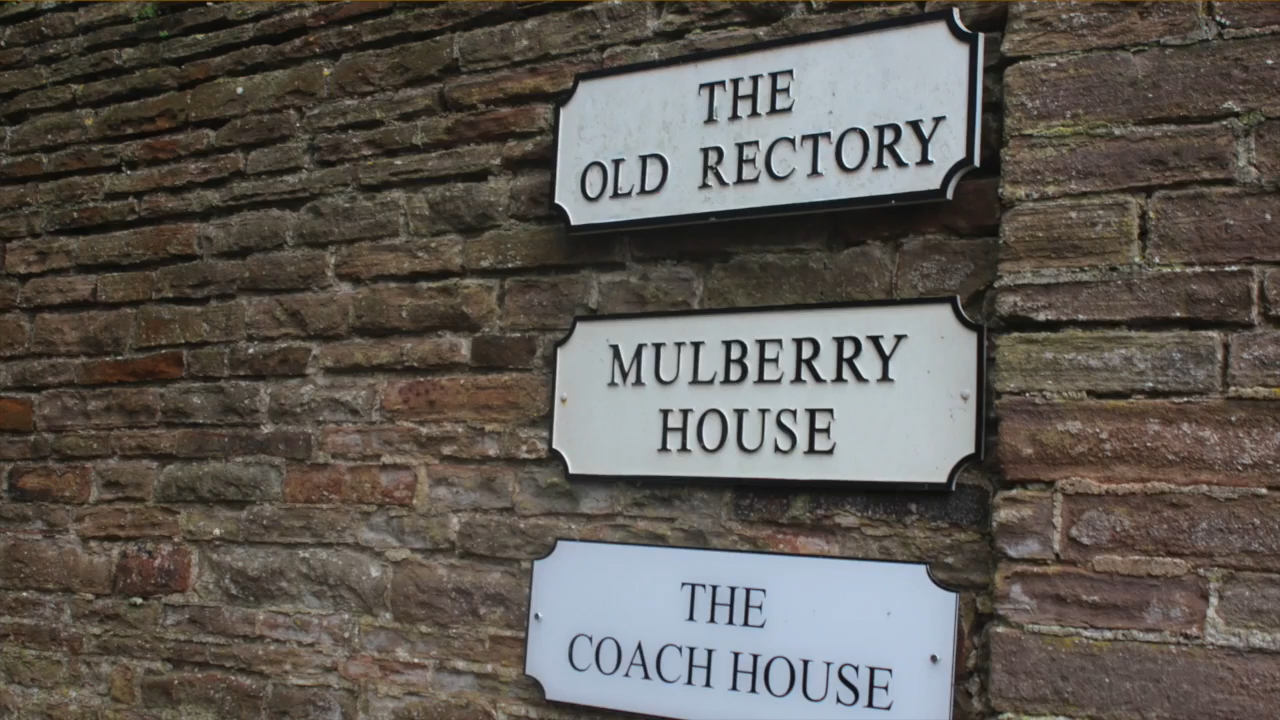 THE
OLD RECTORY
MULBERRY
HOUSE
THE
COACH HOUSE